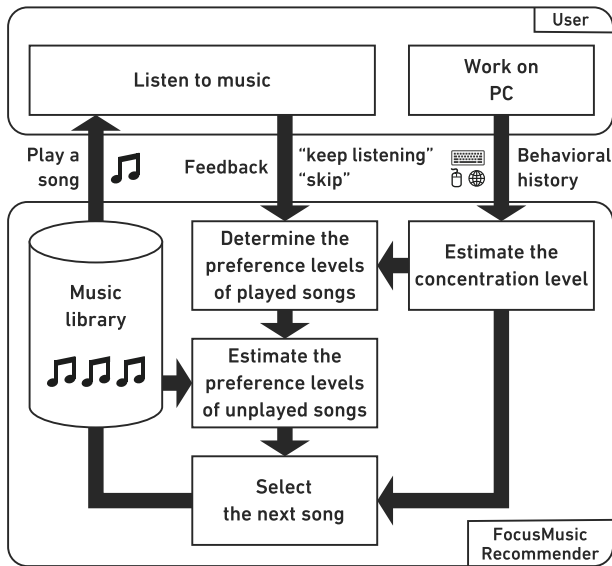 User
Listen to music
Work on
PC
Play a
song
Feedback
“keep listening”
“skip”
Behavioral
history
Music
library
Determine the
preference levels
of played songs
Estimate the
concentration level
Estimate the
preference levels
of unplayed songs
Select
the next song
FocusMusic
Recommender